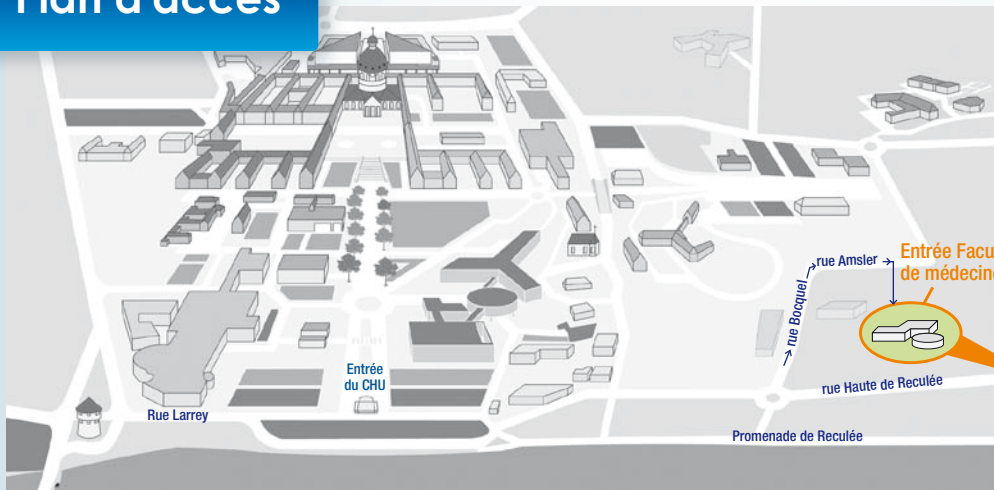 Plan d'accès
rue Amsler
Entrée Facu
de médecine
rue Bocquel
Entrée
du CHU
rue Haute de Reculée
Rue Larrey
Promenade de Reculée